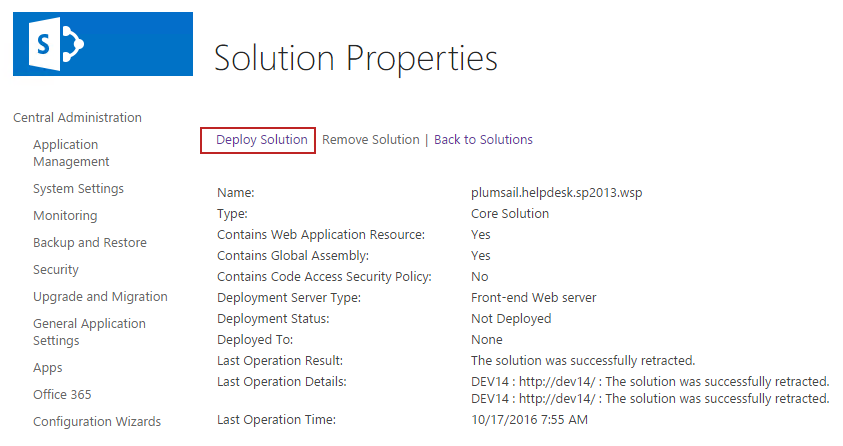 S
Solution Properties
Central Administration
Application
Management
System Settings
Monitoring
Backup and Restore
Security
Upgrade and Migration
General Application
Settings
Apps
Office 365
Configuration Wizards
Deploy Solution Remove Solution | Back to Solutions
Name: plumsail.helpdesk.sp2013.wsp
Type: Core Solution
Contains Web Application Resource: Yes
Contains Global Assembly: Yes
Contains Code Access Security Policy: No
Deployment Server Type: Front-end Web server
Deployment Status: Not Deployed
Deployed To: None
Last Operation Result: The solution was successfully retracted.
Last Operation Details: DEV14 : http://dev14/ : The solution was successfully retracted.
DEV14 : http://dev14/ : The solution was successfully retracted.
Last Operation Time: 10/17/2016 7:55 AM